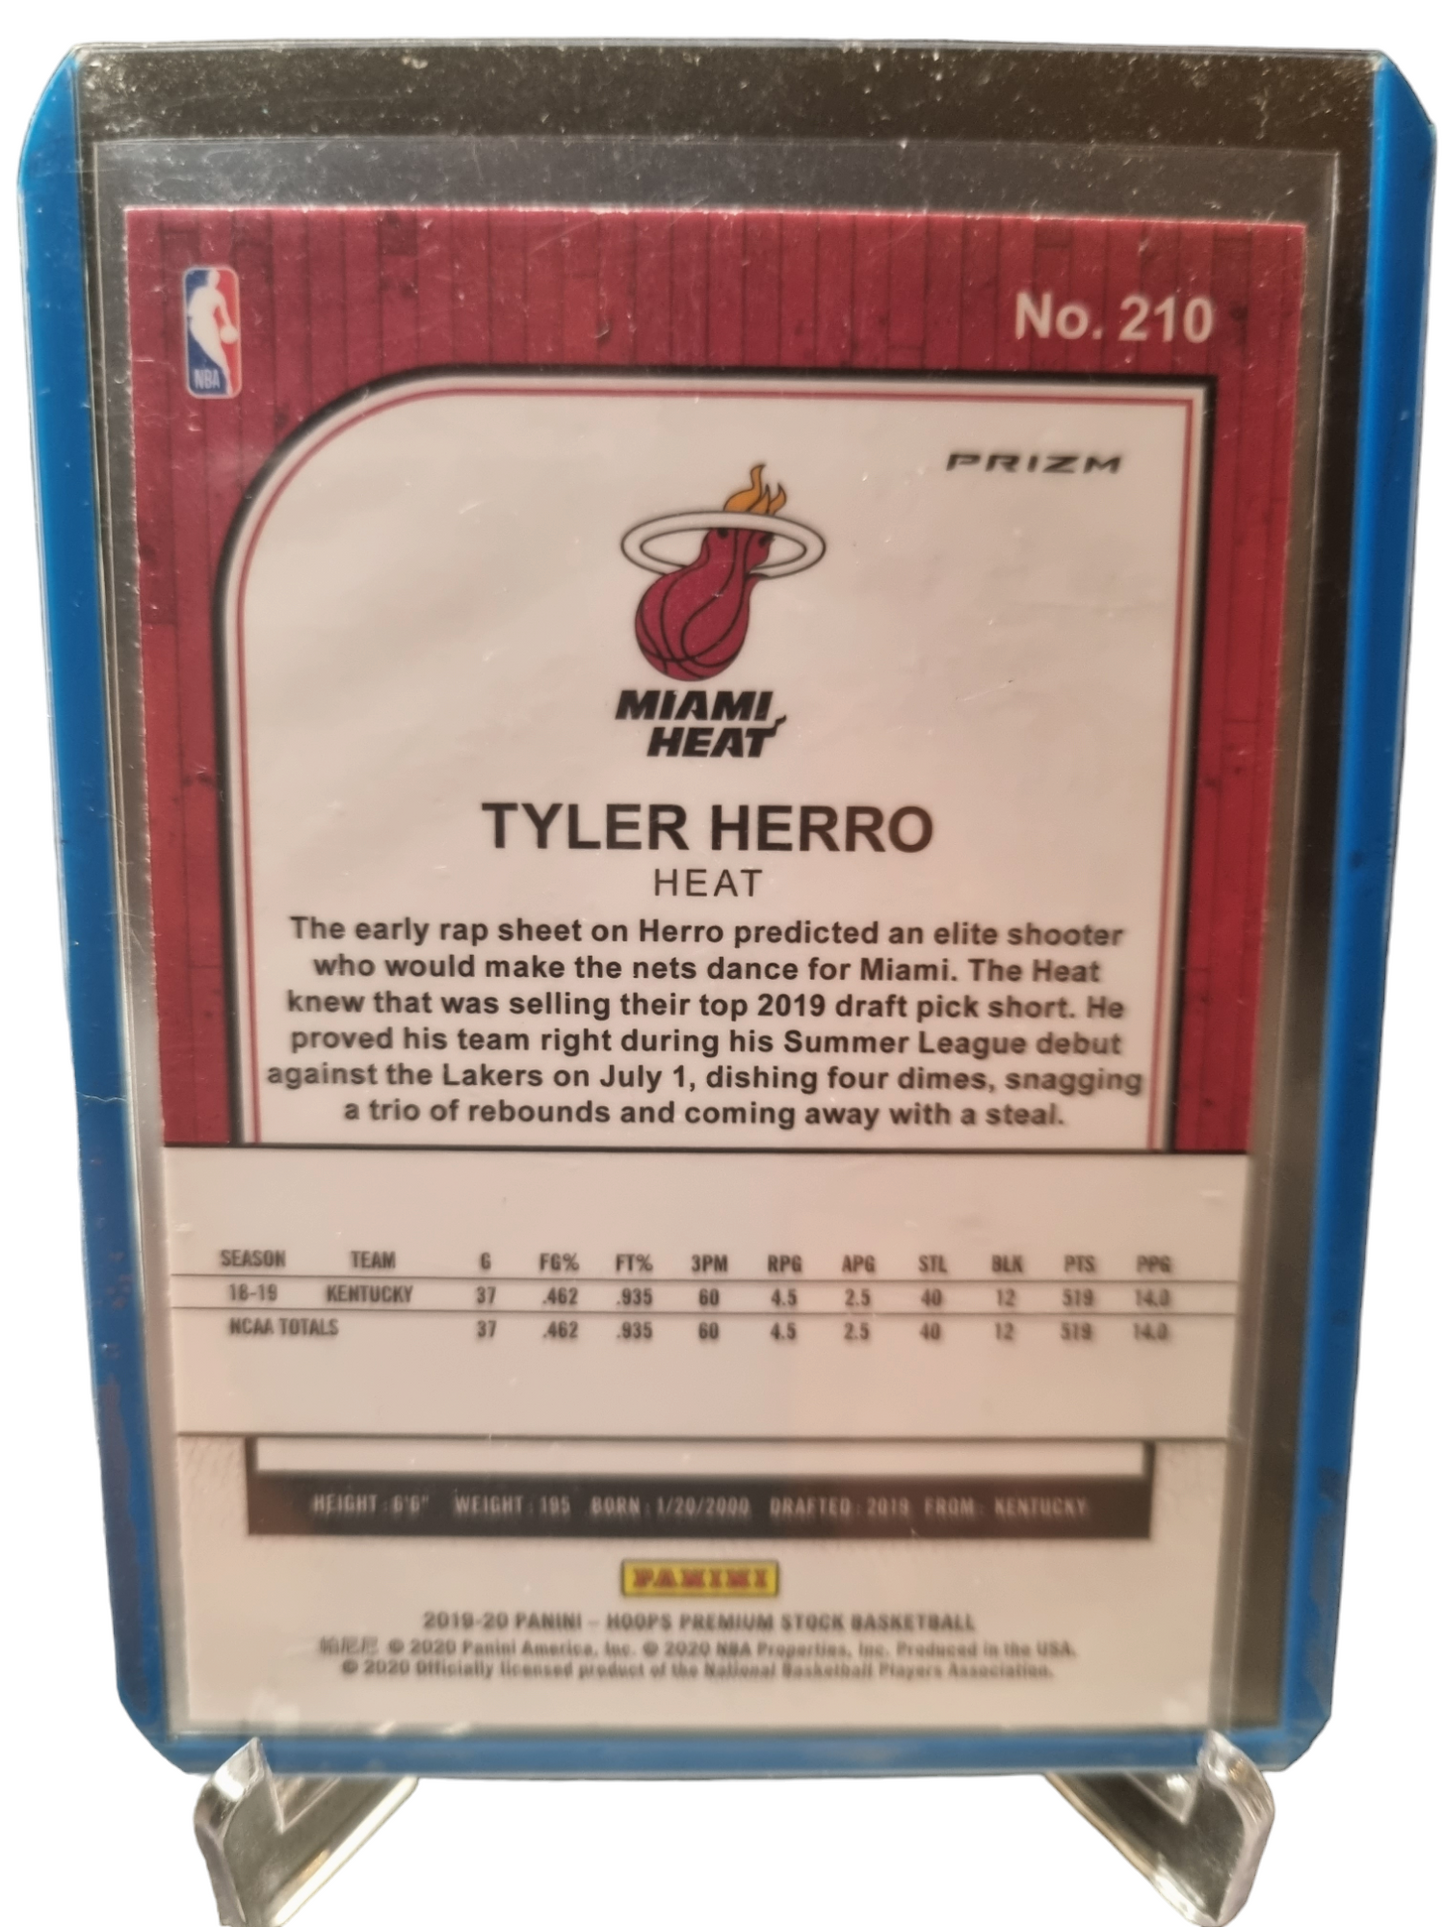 No. 210
NBA
PRIZM
MIAMI
HEAT
TYLER HERRO
HEAT
The early rap sheet on Herro predicted an elite shooter
who would make the nets dance for Miami. The Heat
knew that was selling their top 2019 draft pick short. He
proved his team right during his Summer League debut
against the Lakers on July 1, dishing four dimes, snagging
a trio of rebounds and coming away with a steal.
SEASON TEAM G FG% FT% 3PM RPG APG STL BLK PTS PPG
18-19 KENTUCKY 37 .462 .935 60 4.5 2.5 40 12 519 14.0
NCAA TOTALS 37 .462 .935 60 4.5 2.5 40 12 519 14.0
HEIGHT : 6'6" WEIGHT : 195 BORN : 1/20/2000 DRAFTED : 2019 FROM : KENTUCKY
PANINI
2019-20 PANINI – HOOPS PREMIUM STOCK BASKETBALL
帕尼尼 © 2020 Panini America, Inc. © 2020 NBA Properties, Inc. Produced in the USA.
© 2020 Officially licensed product of the National Basketball Players Association.